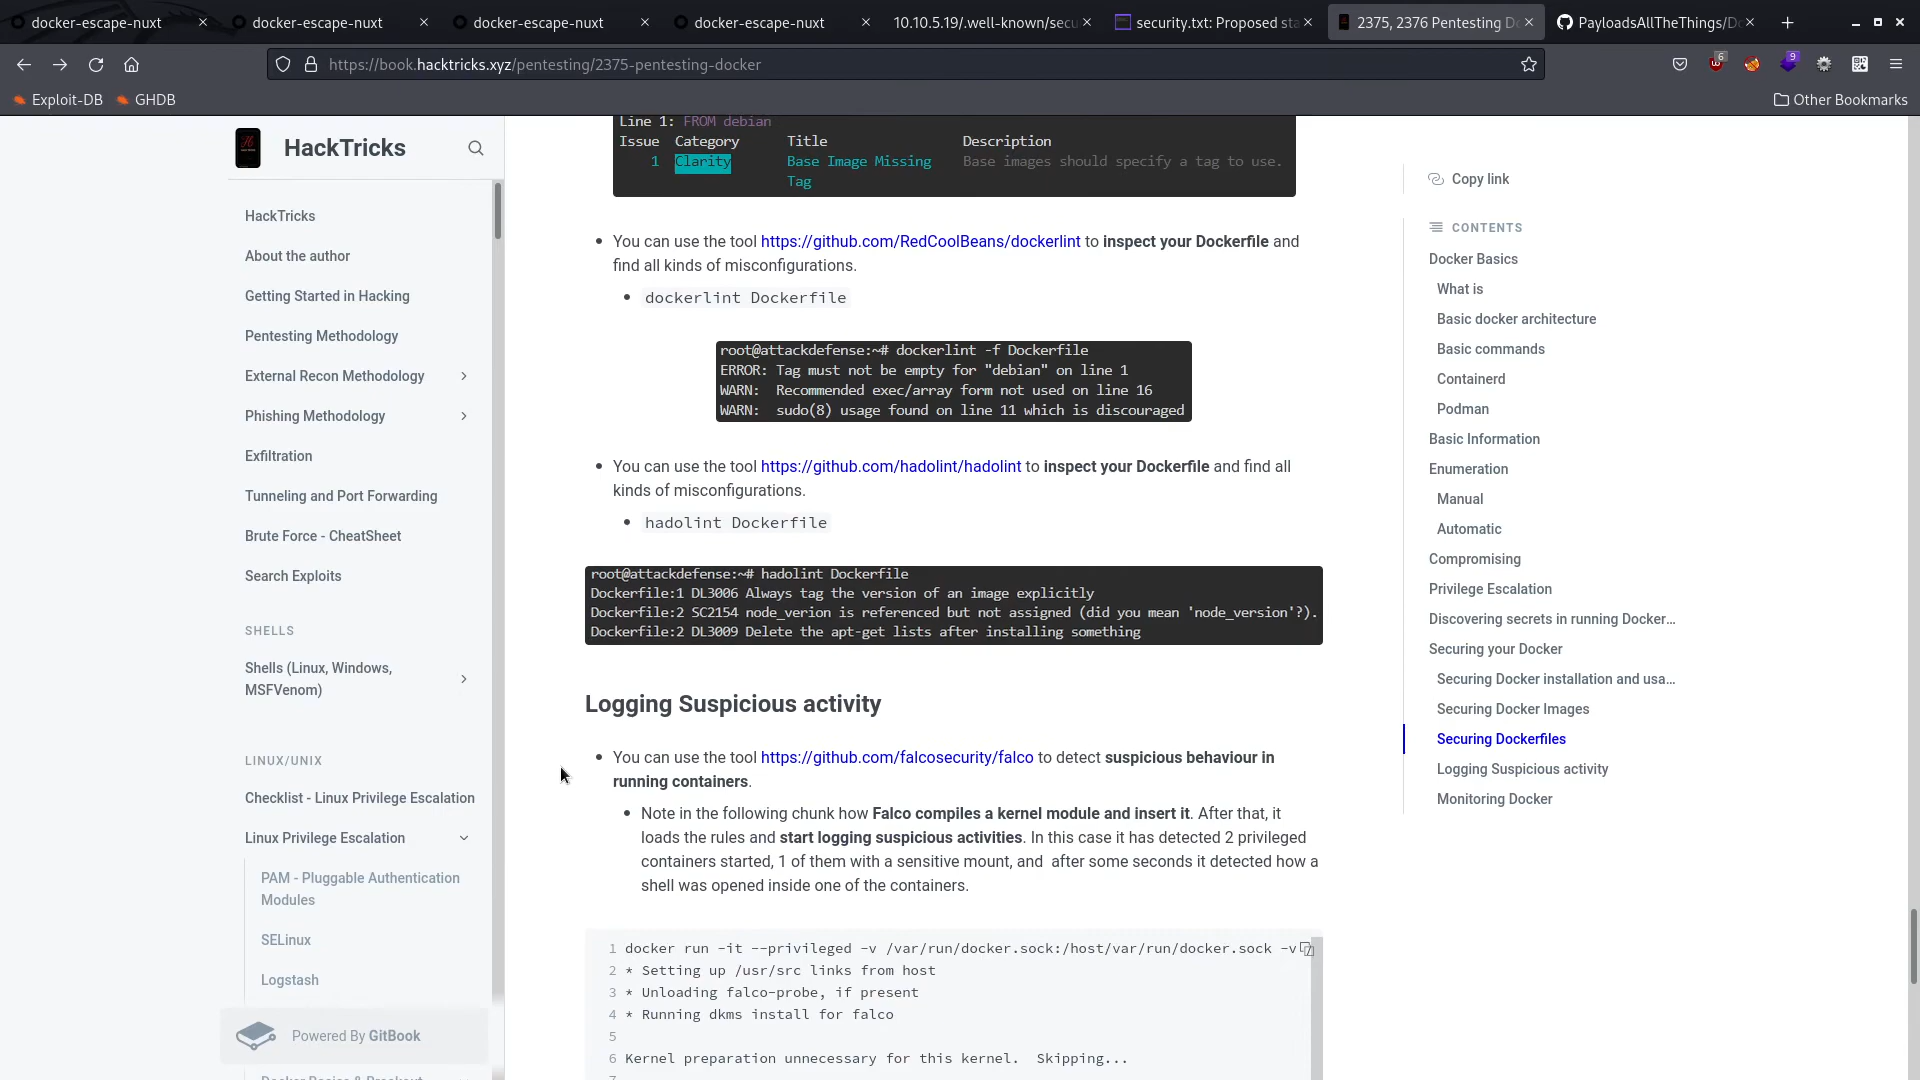 docker-escape-nuxt
docker-escape-nuxt
docker-escape-nuxt
docker-escape-nuxt
10.10.5.19/.well-known/secu
security.txt: Proposed sta
2375, 2376 Pentesting Do
PayloadsAllTheThings/Do
https://book.hacktricks.xyz/pentesting/2375-pentesting-docker
6
9
Exploit-DB
GHDB
Other Bookmarks
HackTricks
HackTricks
About the author
Getting Started in Hacking
Pentesting Methodology
External Recon Methodology
Phishing Methodology
Exfiltration
Tunneling and Port Forwarding
Brute Force - CheatSheet
Search Exploits
SHELLS
Shells (Linux, Windows,
MSFVenom)
LINUX/UNIX
Checklist - Linux Privilege Escalation
Linux Privilege Escalation
PAM - Pluggable Authentication
Modules
SELinux
Logstash
Powered By GitBook
Docker Basics & Breakout
Line 1: FROM debian
Issue Category Title Description
1 Clarity Base Image Missing Base images should specify a tag to use.
Tag
You can use the tool https://github.com/RedCoolBeans/dockerlint to inspect your Dockerfile and
find all kinds of misconfigurations.
dockerlint Dockerfile
root@attackdefense:~# dockerlint -f Dockerfile
ERROR: Tag must not be empty for "debian" on line 1
WARN:  Recommended exec/array form not used on line 16
WARN:  sudo(8) usage found on line 11 which is discouraged
You can use the tool https://github.com/hadolint/hadolint to inspect your Dockerfile and find all
kinds of misconfigurations.
hadolint Dockerfile
root@attackdefense:~# hadolint Dockerfile
Dockerfile:1 DL3006 Always tag the version of an image explicitly
Dockerfile:2 SC2154 node_verion is referenced but not assigned (did you mean 'node_version'?).
Dockerfile:2 DL3009 Delete the apt-get lists after installing something
Logging Suspicious activity
You can use the tool https://github.com/falcosecurity/falco to detect suspicious behaviour in
running containers.
Note in the following chunk how Falco compiles a kernel module and insert it. After that, it
loads the rules and start logging suspicious activities. In this case it has detected 2 privileged
containers started, 1 of them with a sensitive mount, and  after some seconds it detected how a
shell was opened inside one of the containers.
1 docker run -it --privileged -v /var/run/docker.sock:/host/var/run/docker.sock -v
2 * Setting up /usr/src links from host
3 * Unloading falco-probe, if present
4 * Running dkms install for falco
5
6 Kernel preparation unnecessary for this kernel.  Skipping...
7
Copy link
CONTENTS
Docker Basics
What is
Basic docker architecture
Basic commands
Containerd
Podman
Basic Information
Enumeration
Manual
Automatic
Compromising
Privilege Escalation
Discovering secrets in running Docker…
Securing your Docker
Securing Docker installation and usa…
Securing Docker Images
Securing Dockerfiles
Logging Suspicious activity
Monitoring Docker